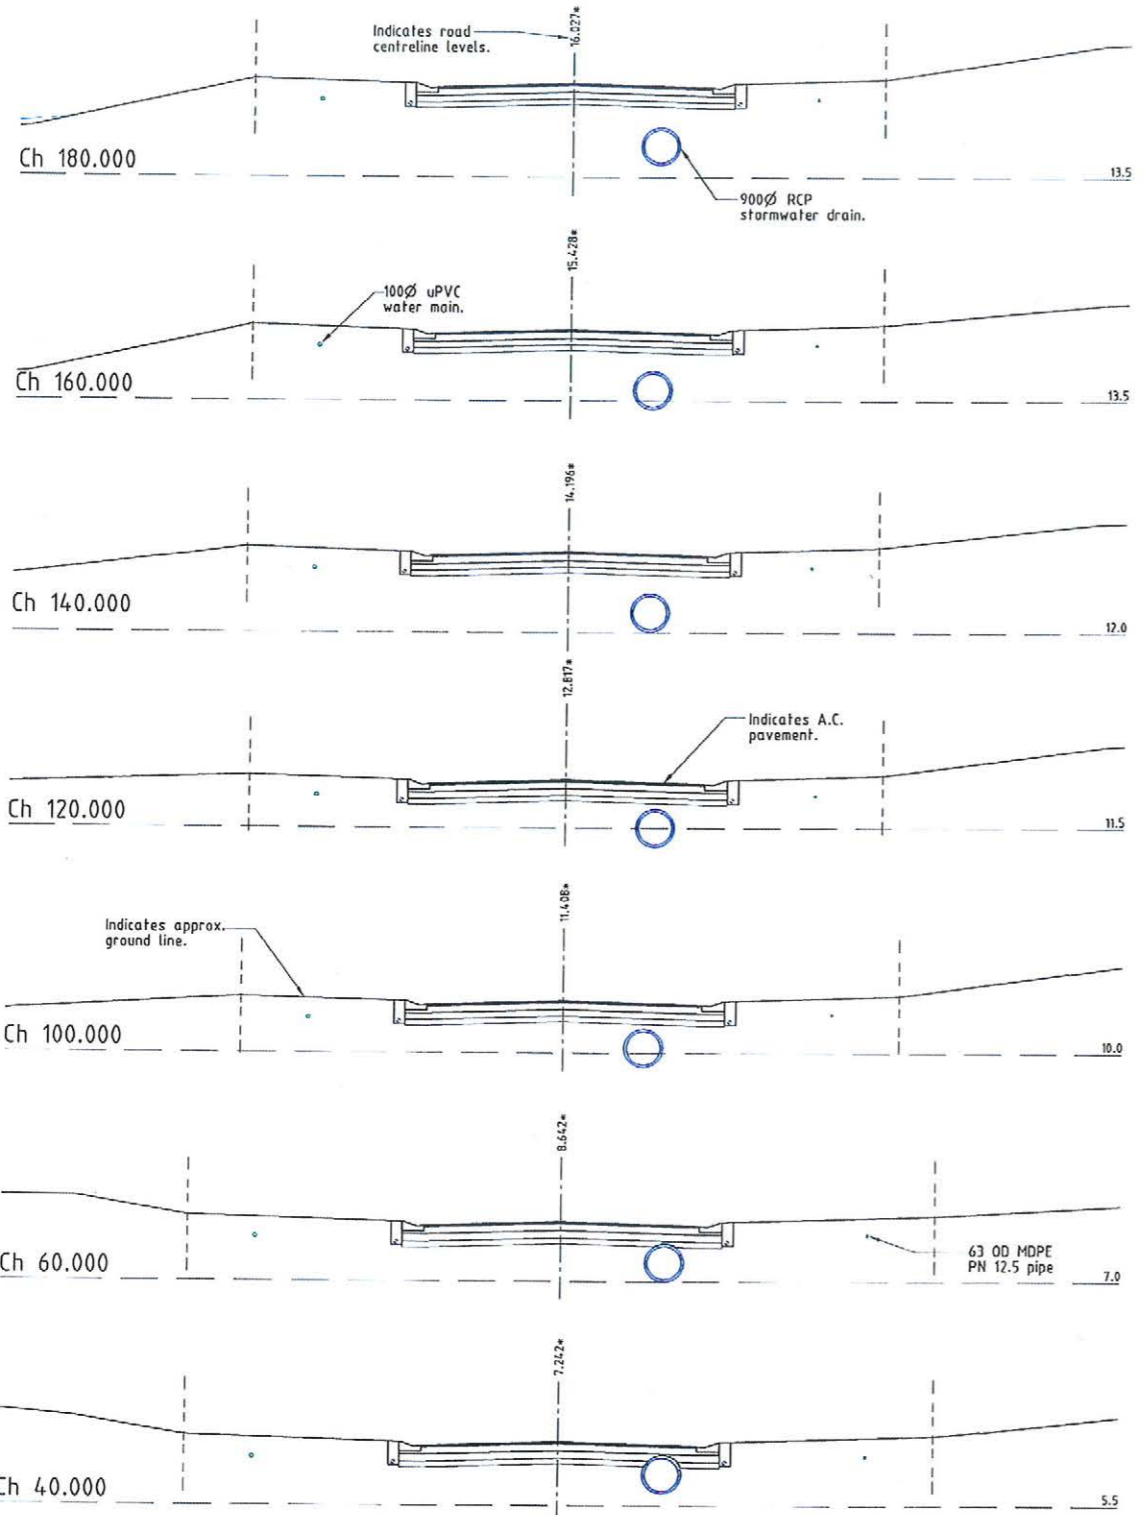 Indicates road
centreline levels.
16.027*
Ch 180.000
13.5
900Ø RCP
stormwater drain.
15.428*
100Ø uPVC
water main.
Ch 160.000
13.5
14.196*
Ch 140.000
12.0
12.817*
Indicates A.C.
pavement.
Ch 120.000
11.5
11.408*
Indicates approx.
ground line.
Ch 100.000
10.0
8.642*
63 OD MDPE
PN 12.5 pipe
Ch 60.000
7.0
7.242*
Ch 40.000
5.5